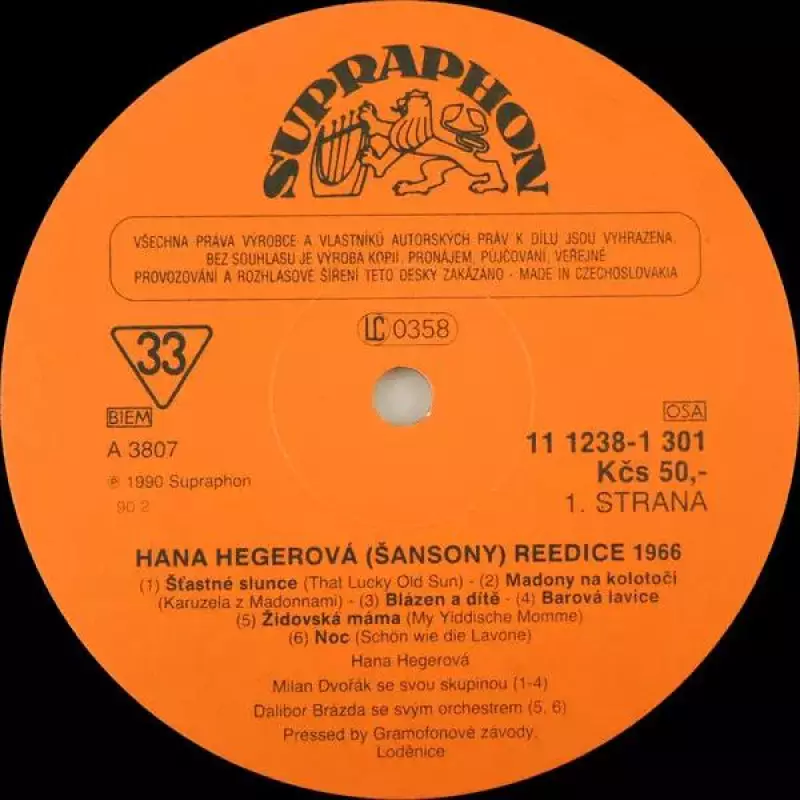 SUPRAPHON
VŠECHNA PRÁVA VÝROBCE A VLASTNÍKŮ AUTORSKÝCH PRÁV K DÍLU JSOU VYHRAZENA.
BEZ SOUHLASU JE VÝROBA KOPIÍ, PRONÁJEM, PŮJČOVÁNÍ, VEŘEJNÉ
PROVOZOVÁNÍ A ROZHLASOVÉ ŠÍŘENÍ TÉTO DESKY ZAKÁZÁNO · MADE IN CZECHOSLOVAKIA
33
LC 0358
BIEM
OSA
A 3807
11 1238-1 301
Kčs 50,-
℗ 1990 Supraphon
1. STRANA
90 2
HANA HEGEROVÁ (ŠANSONY) REEDICE 1966
(1) Šťastné slunce (That Lucky Old Sun) - (2) Madony na kolotoči
(Karuzela z Madonnami) - (3) Blázen a dítě - (4) Barová lavice
(5) Židovská máma (My Yiddische Momme)
(6) Noc (Schön wie die Lavone)
Hana Hegerová
Milan Dvořák se svou skupinou (1-4)
Dalibor Brázda se svým orchestrem (5, 6)
Pressed by Gramofonové závody,
Loděnice